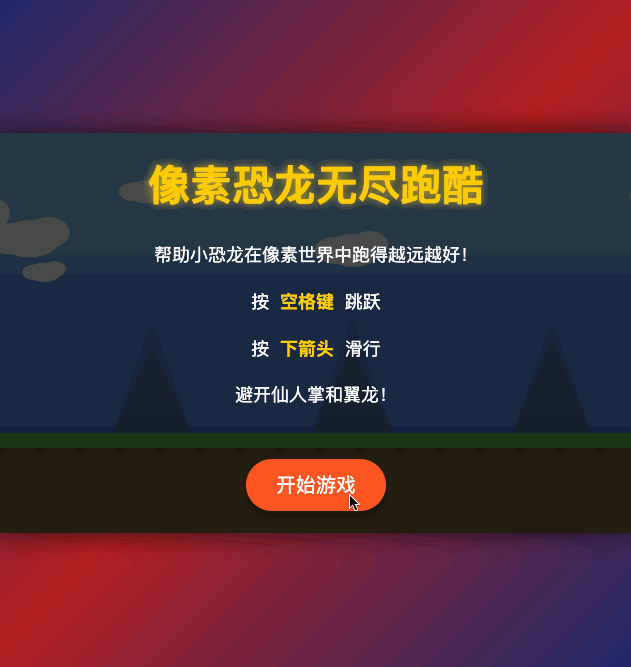 像素恐龙无尽跑酷
帮助小恐龙在像素世界中跑得越远越好！
按 空格键 跳跃
按 下箭头 滑行
避开仙人掌和翼龙！
开始游戏